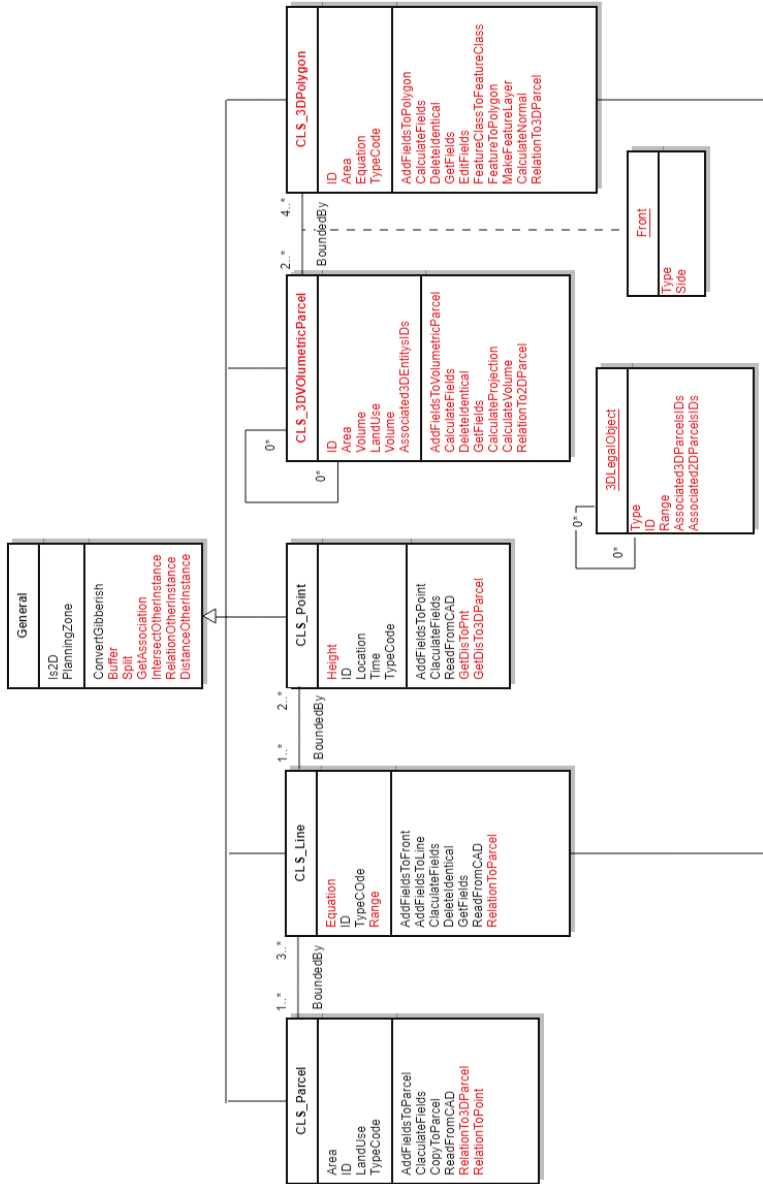 General
Is2D
PlanningZone
ConvertGibberish
Buffer
Split
GetAssociation
IntersectOtherInstance
RelationOtherInstance
DistanceOtherInstance
CLS_Parcel
Area
ID
LandUse
TypeCode
AddFieldsToParcel
ClaculateFields
CopyToParcel
ReadFromCAD
RelationTo3DParcel
RelationToPoint
1..*
3..*
BoundedBy
CLS_Line
Equation
ID
TypeCOde
Range
AddFieldsToFront
AddFieldsToLine
ClaculateFields
DeleteIdentical
GetFields
ReadFromCAD
RelationToParcel
1..*
2..*
BoundedBy
CLS_Point
Height
ID
Location
Time
TypeCode
AddFieldsToPoint
ClaculateFields
ReadFromCAD
GetDisToPnt
GetDisTo3DParcel
0*
0*
CLS_3DVOlumetricParcel
ID
Area
Volume
LandUse
Volume
Associated3DEntitysIDs
AddFieldsToVolumetricParcel
CalculateFields
DeleteIdentical
GetFields
CalculateProjection
CalculateVolume
RelationTo2DParcel
2..*
4..*
BoundedBy
CLS_3DPolygon
ID
Area
Equation
TypeCode
AddFieldsToPolygon
CalculateFields
DeleteIdentical
GetFields
EditFields
FeatureClassToFeatureClass
FeatureToPolygon
MakeFeatureLayer
CalculateNormal
RelationTo3DParcel
0*
0*
3DLegalObject
Type
ID
Range
Associated3DParcelsIDs
Associated2DParcelsIDs
Front
Type
Side